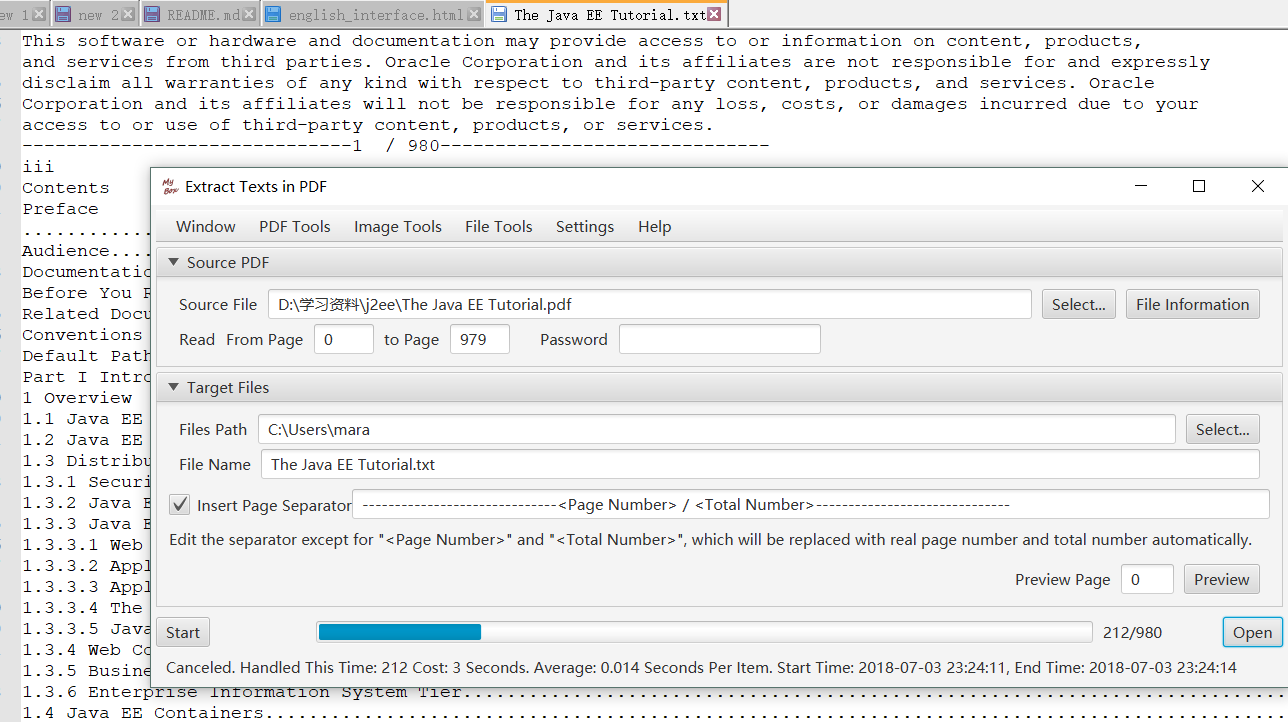 new 1 new 2 README.md english_interface.html The Java EE Tutorial.txt
This software or hardware and documentation may provide access to or information on content, products,
and services from third parties. Oracle Corporation and its affiliates are not responsible for and expressly
disclaim all warranties of any kind with respect to third-party content, products, and services. Oracle
Corporation and its affiliates will not be responsible for any loss, costs, or damages incurred due to your
access to or use of third-party content, products, or services.
------------------------------1  / 980------------------------------
iii
Contents
Preface
............
Audience....
Documentatio
Before You R
Related Docu
Conventions
Default Path
Part I Intro
1 Overview
1.1 Java EE
1.2 Java EE
1.3 Distribu
1.3.1 Securi
1.3.2 Java E
1.3.3 Java E
1.3.3.1 Web
1.3.3.2 Appl
1.3.3.3 Appl
1.3.3.4 The
1.3.3.5 Java
1.3.4 Web Co
1.3.5 Busine
1.3.6 Enterprise Information System Tier................................................................
1.4 Java EE Containers................................................................
My Box Extract Texts in PDF
Window PDF Tools Image Tools File Tools Settings Help
Source PDF
Source File D:\学习资料\j2ee\The Java EE Tutorial.pdf Select... File Information
Read From Page 0 to Page 979 Password
Target Files
Files Path C:\Users\mara Select...
File Name The Java EE Tutorial.txt
Insert Page Separator ------------------------------<Page Number> / <Total Number>------------------------------
Edit the separator except for "<Page Number>" and "<Total Number>", which will be replaced with real page number and total number automatically.
Preview Page 0 Preview
Start 212/980 Open
Canceled. Handled This Time: 212 Cost: 3 Seconds. Average: 0.014 Seconds Per Item. Start Time: 2018-07-03 23:24:11, End Time: 2018-07-03 23:24:14